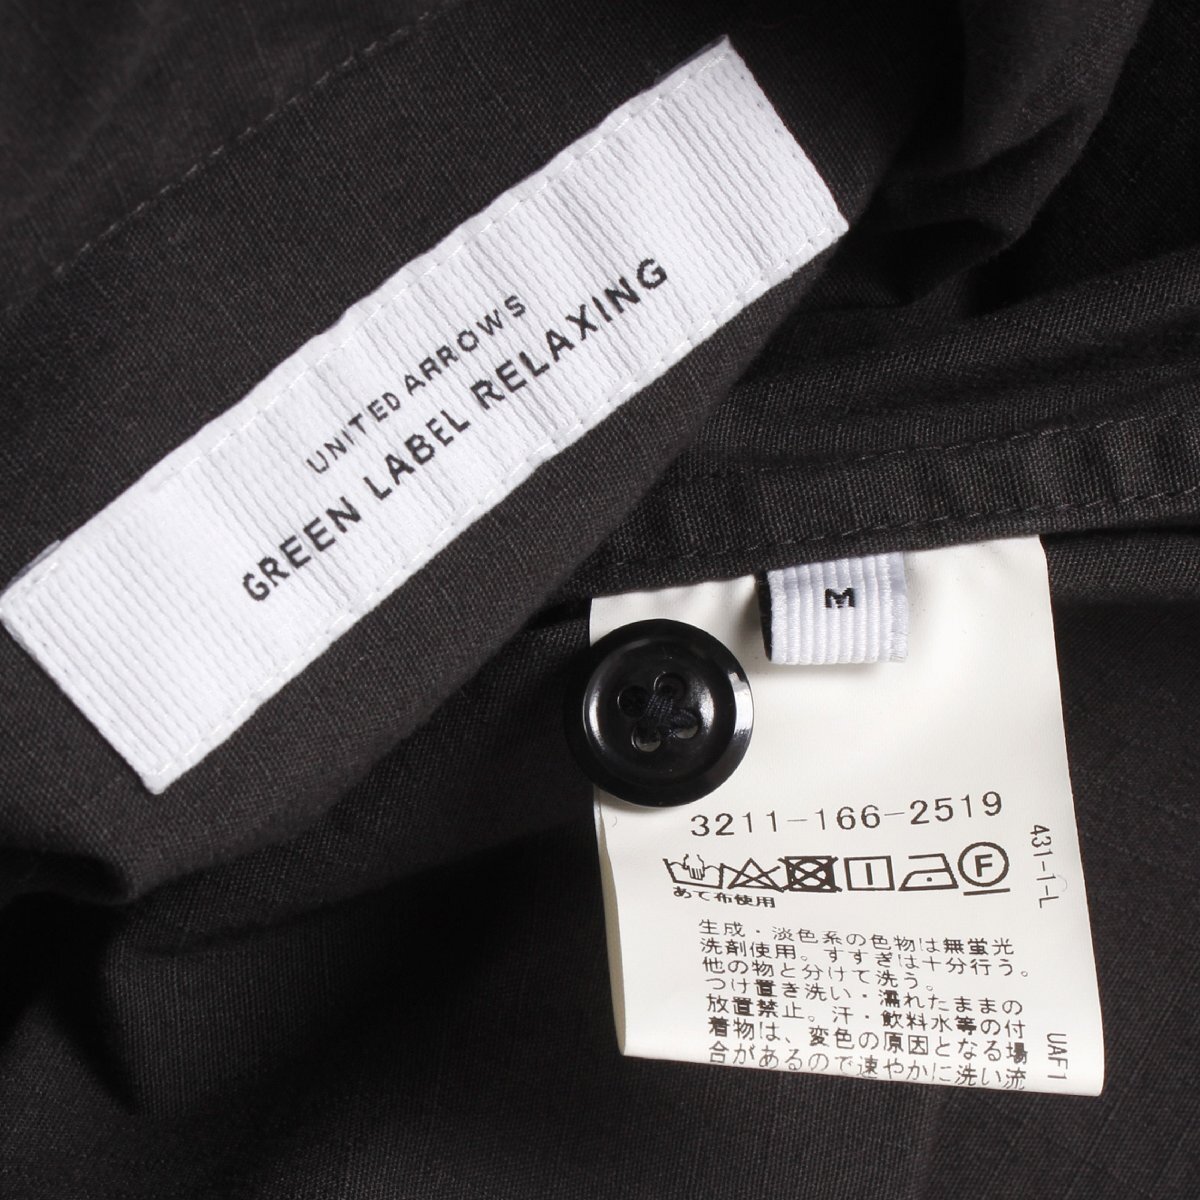 UNITED ARROWS
GREEN LABEL RELAXING
M
3211-166-2519
F
あて布使用
生成・淡色系の色物は無蛍光
洗剤使用。すすぎは十分行う。
他の物と分けて洗う。
つけ置き洗い・濡れたままの
放置禁止。汗・飲料水等の付
着物は、変色の原因となる場
合があるので速やかに洗い流
431-1-L
UAF1